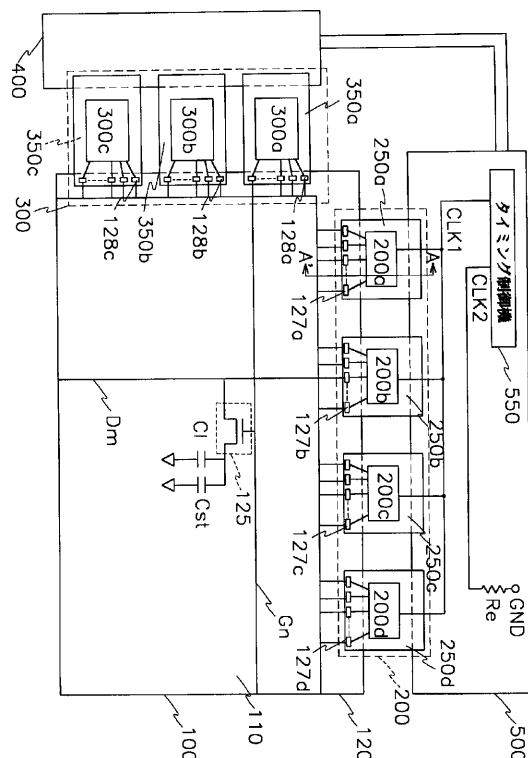 500
550
タイミング制御機
CLK1
CLK2
GND
Re
250a
250b
250c
250d
200a
200b
200c
200d
A
A'
127a
127b
127c
127d
200
120
110
100
Gn
125
Cl
Cst
Dm
128a
128b
128c
300a
300b
300c
350a
350b
350c
300
400